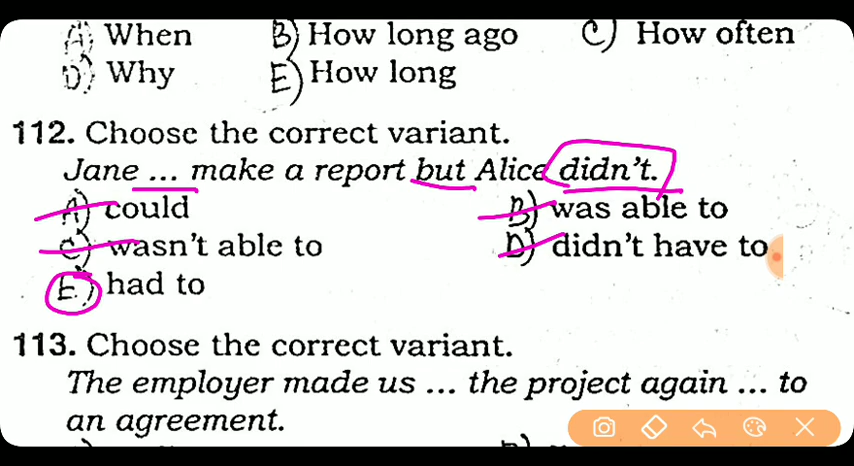 A) When B) How long ago C) How often
D) Why E) How long
112. Choose the correct variant.
Jane ... make a report but Alice didn't.
A) could B) was able to
C) wasn't able to D) didn't have to
E) had to
113. Choose the correct variant.
The employer made us ... the project again ... to
an agreement.